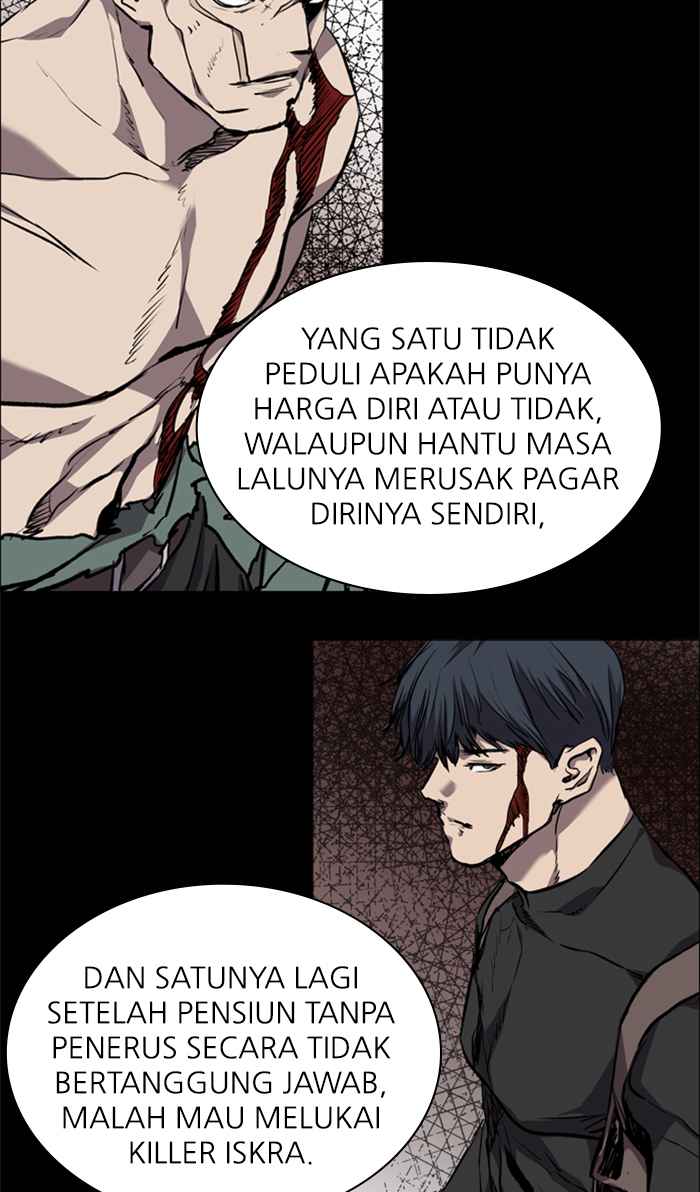 YANG SATU TIDAK
PEDULI APAKAH PUNYA
HARGA DIRI ATAU TIDAK,
WALAUPUN HANTU MASA
LALUNYA MERUSAK PAGAR
DIRINYA SENDIRI,
DAN SATUNYA LAGI
SETELAH PENSIUN TANPA
PENERUS SECARA TIDAK
BERTANGGUNG JAWAB,
MALAH MAU MELUKAI
KILLER ISKRA.